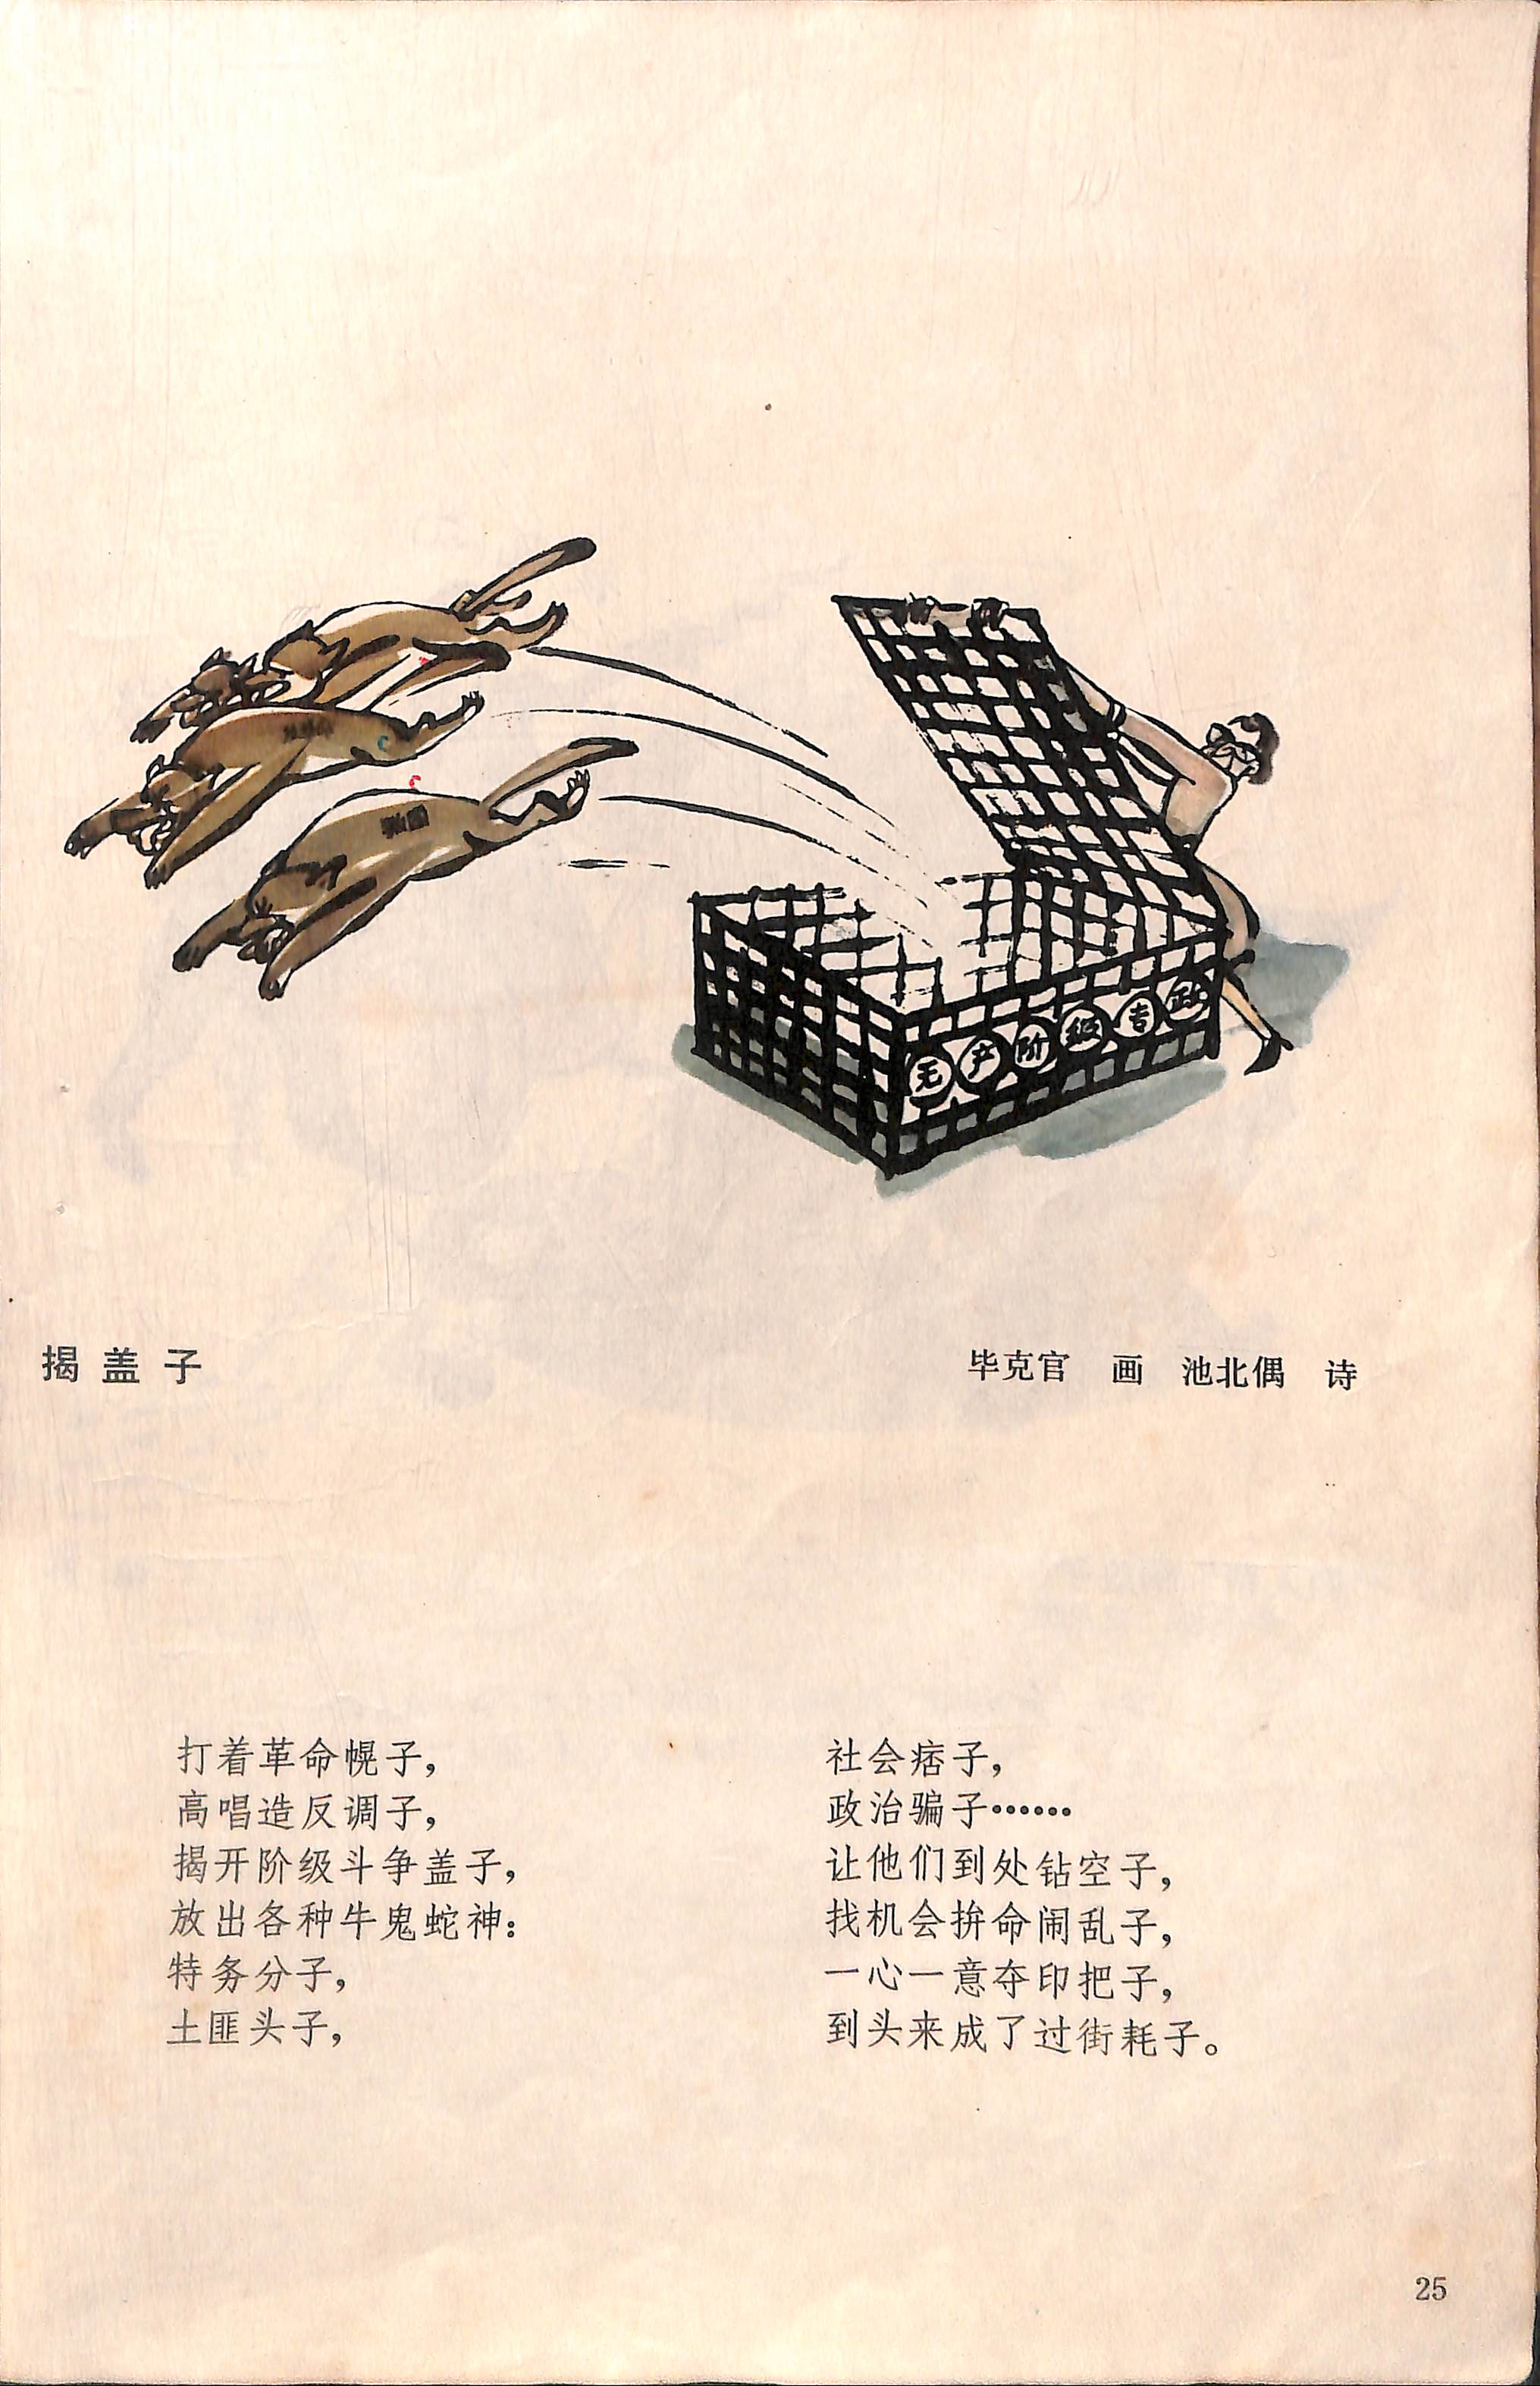 无产阶级专政
揭盖子
毕克官 画 池北偶 诗
打着革命幌子，
高唱造反调子，
揭开阶级斗争盖子，
放出各种牛鬼蛇神：
特务分子，
土匪头子，
社会痞子，
政治骗子……
让他们到处钻空子，
找机会拚命闹乱子，
一心一意夺印把子，
到头来成了过街耗子。
25